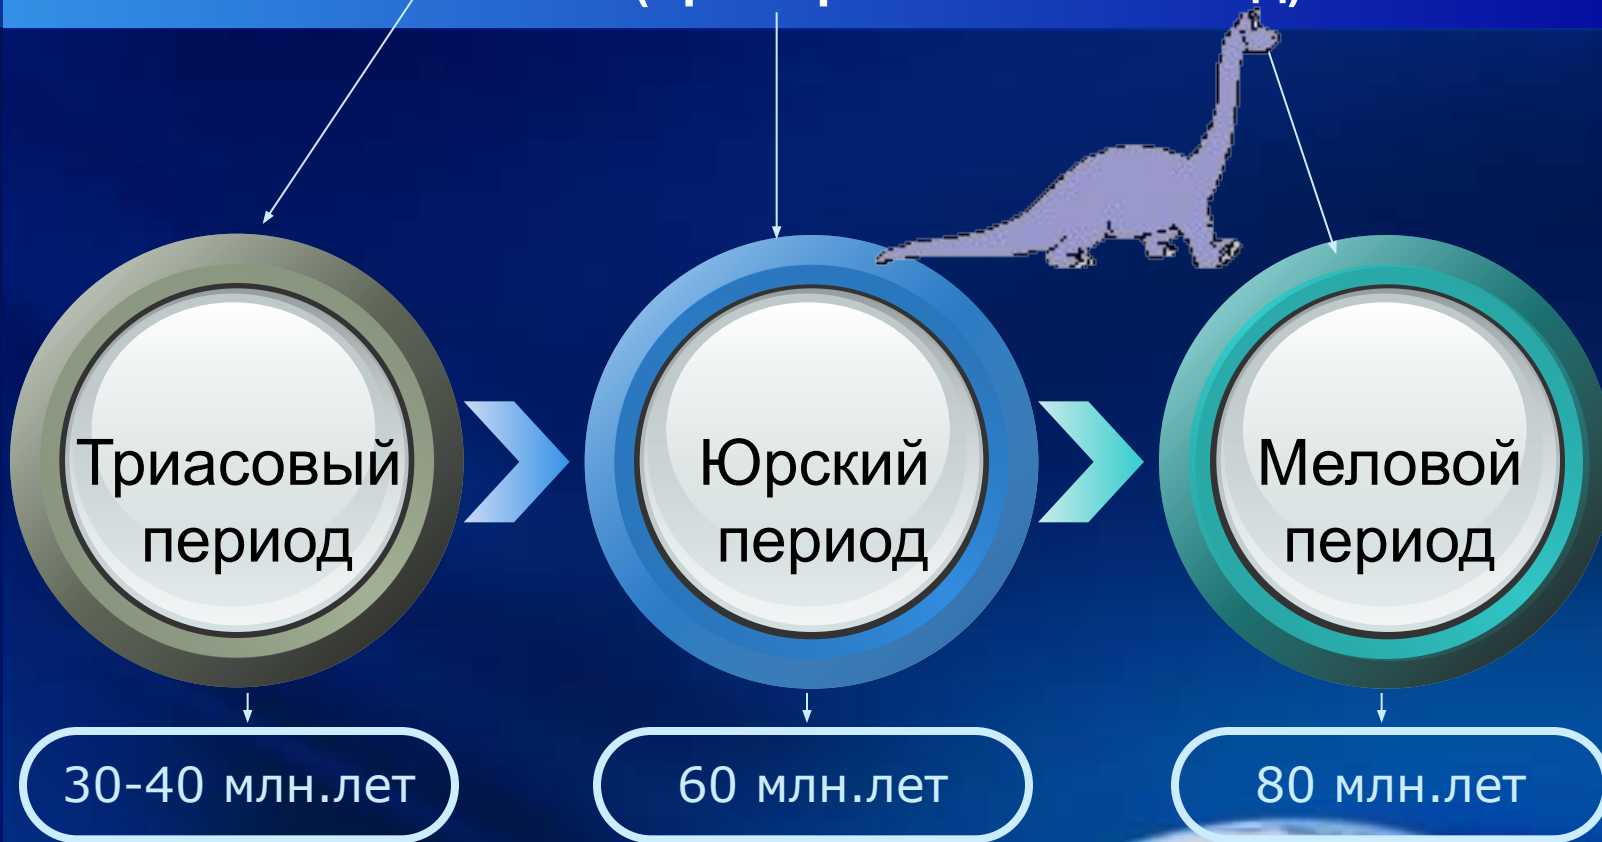 Триасовый
период
Юрский
период
Меловой
период
30-40 млн.лет
60 млн.лет
80 млн.лет